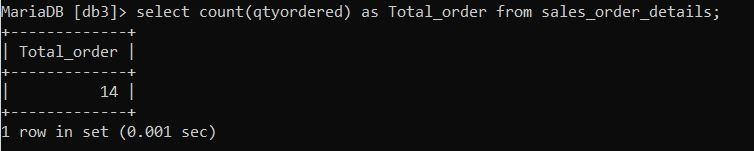 MariaDB [db3]> select count(qtyordered) as Total_order from sales_order_details;
+-------------+
| Total_order |
+-------------+
|          14 |
+-------------+
1 row in set (0.001 sec)